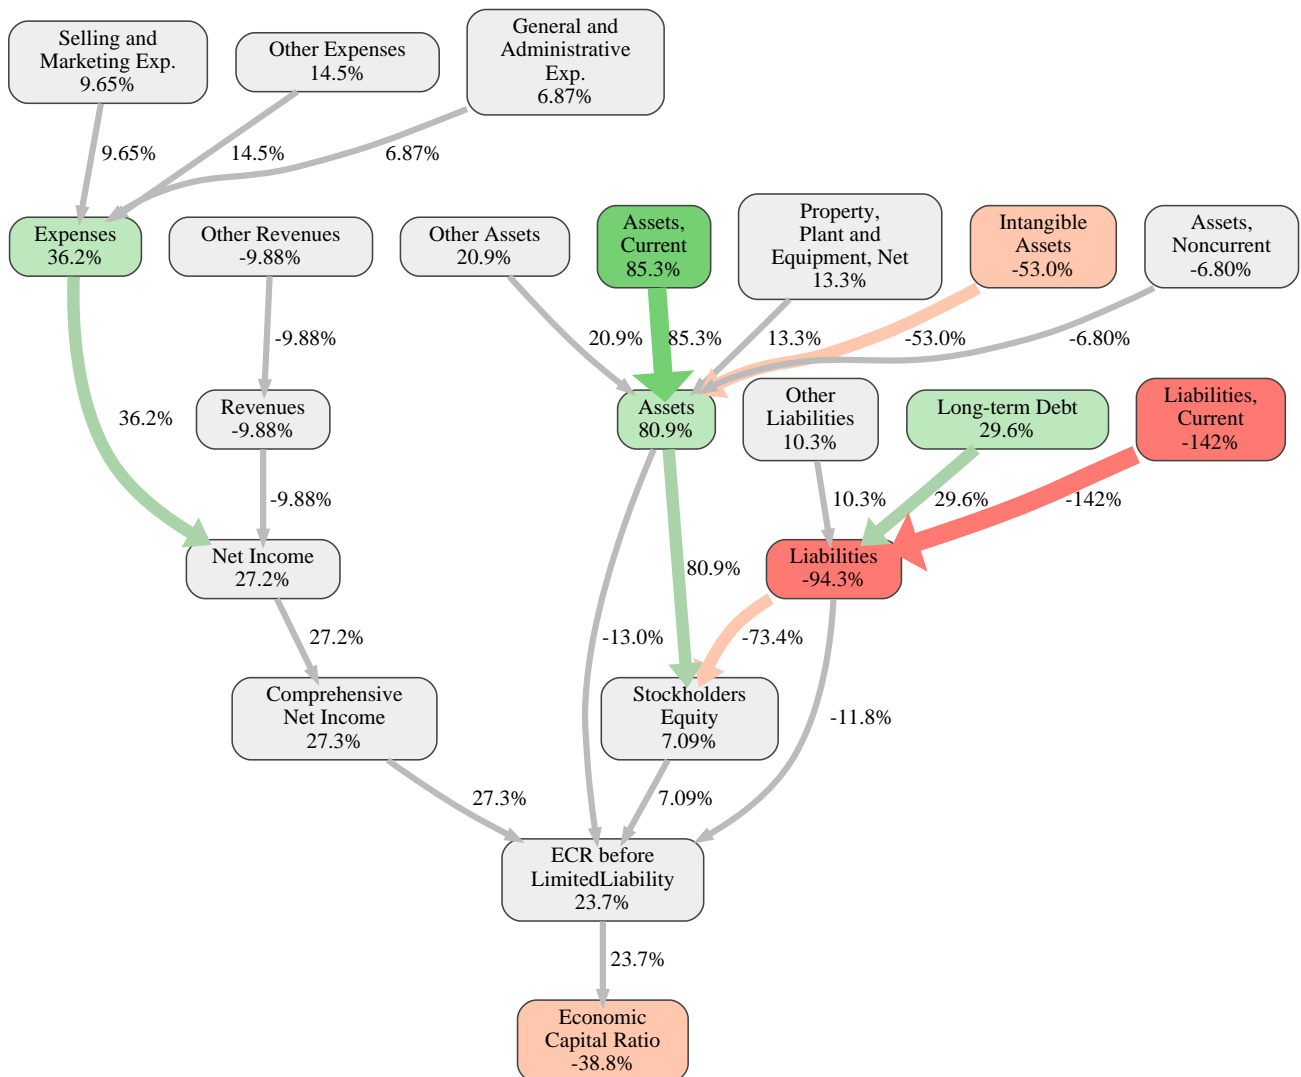 Selling and
Marketing Exp.
9.65%
Other Expenses
14.5%
General and
Administrative
Exp.
6.87%
9.65%
14.5%
6.87%
Expenses
36.2%
Other Revenues
-9.88%
Other Assets
20.9%
Assets,
Current
85.3%
Property,
Plant and
Equipment, Net
13.3%
Intangible
Assets
-53.0%
Assets,
Noncurrent
-6.80%
-9.88%
20.9%
85.3%
13.3%
-53.0%
-6.80%
36.2%
Revenues
-9.88%
Assets
80.9%
Other
Liabilities
10.3%
Long-term Debt
29.6%
Liabilities,
Current
-142%
-9.88%
10.3%
29.6%
-142%
Net Income
27.2%
80.9%
Liabilities
-94.3%
27.2%
-13.0%
-73.4%
Comprehensive
Net Income
27.3%
Stockholders
Equity
7.09%
-11.8%
27.3%
7.09%
ECR before
LimitedLiability
23.7%
23.7%
Economic
Capital Ratio
-38.8%